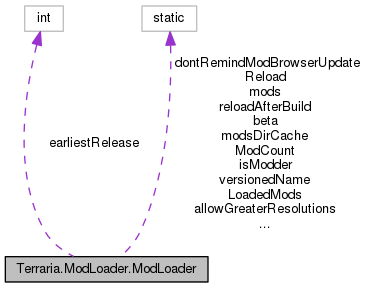 int
static
dontRemindModBrowserUpdate
Reload
mods
reloadAfterBuild
beta
modsDirCache
ModCount
isModder
versionedName
LoadedMods
allowGreaterResolutions
...
earliestRelease
Terraria.ModLoader.ModLoader